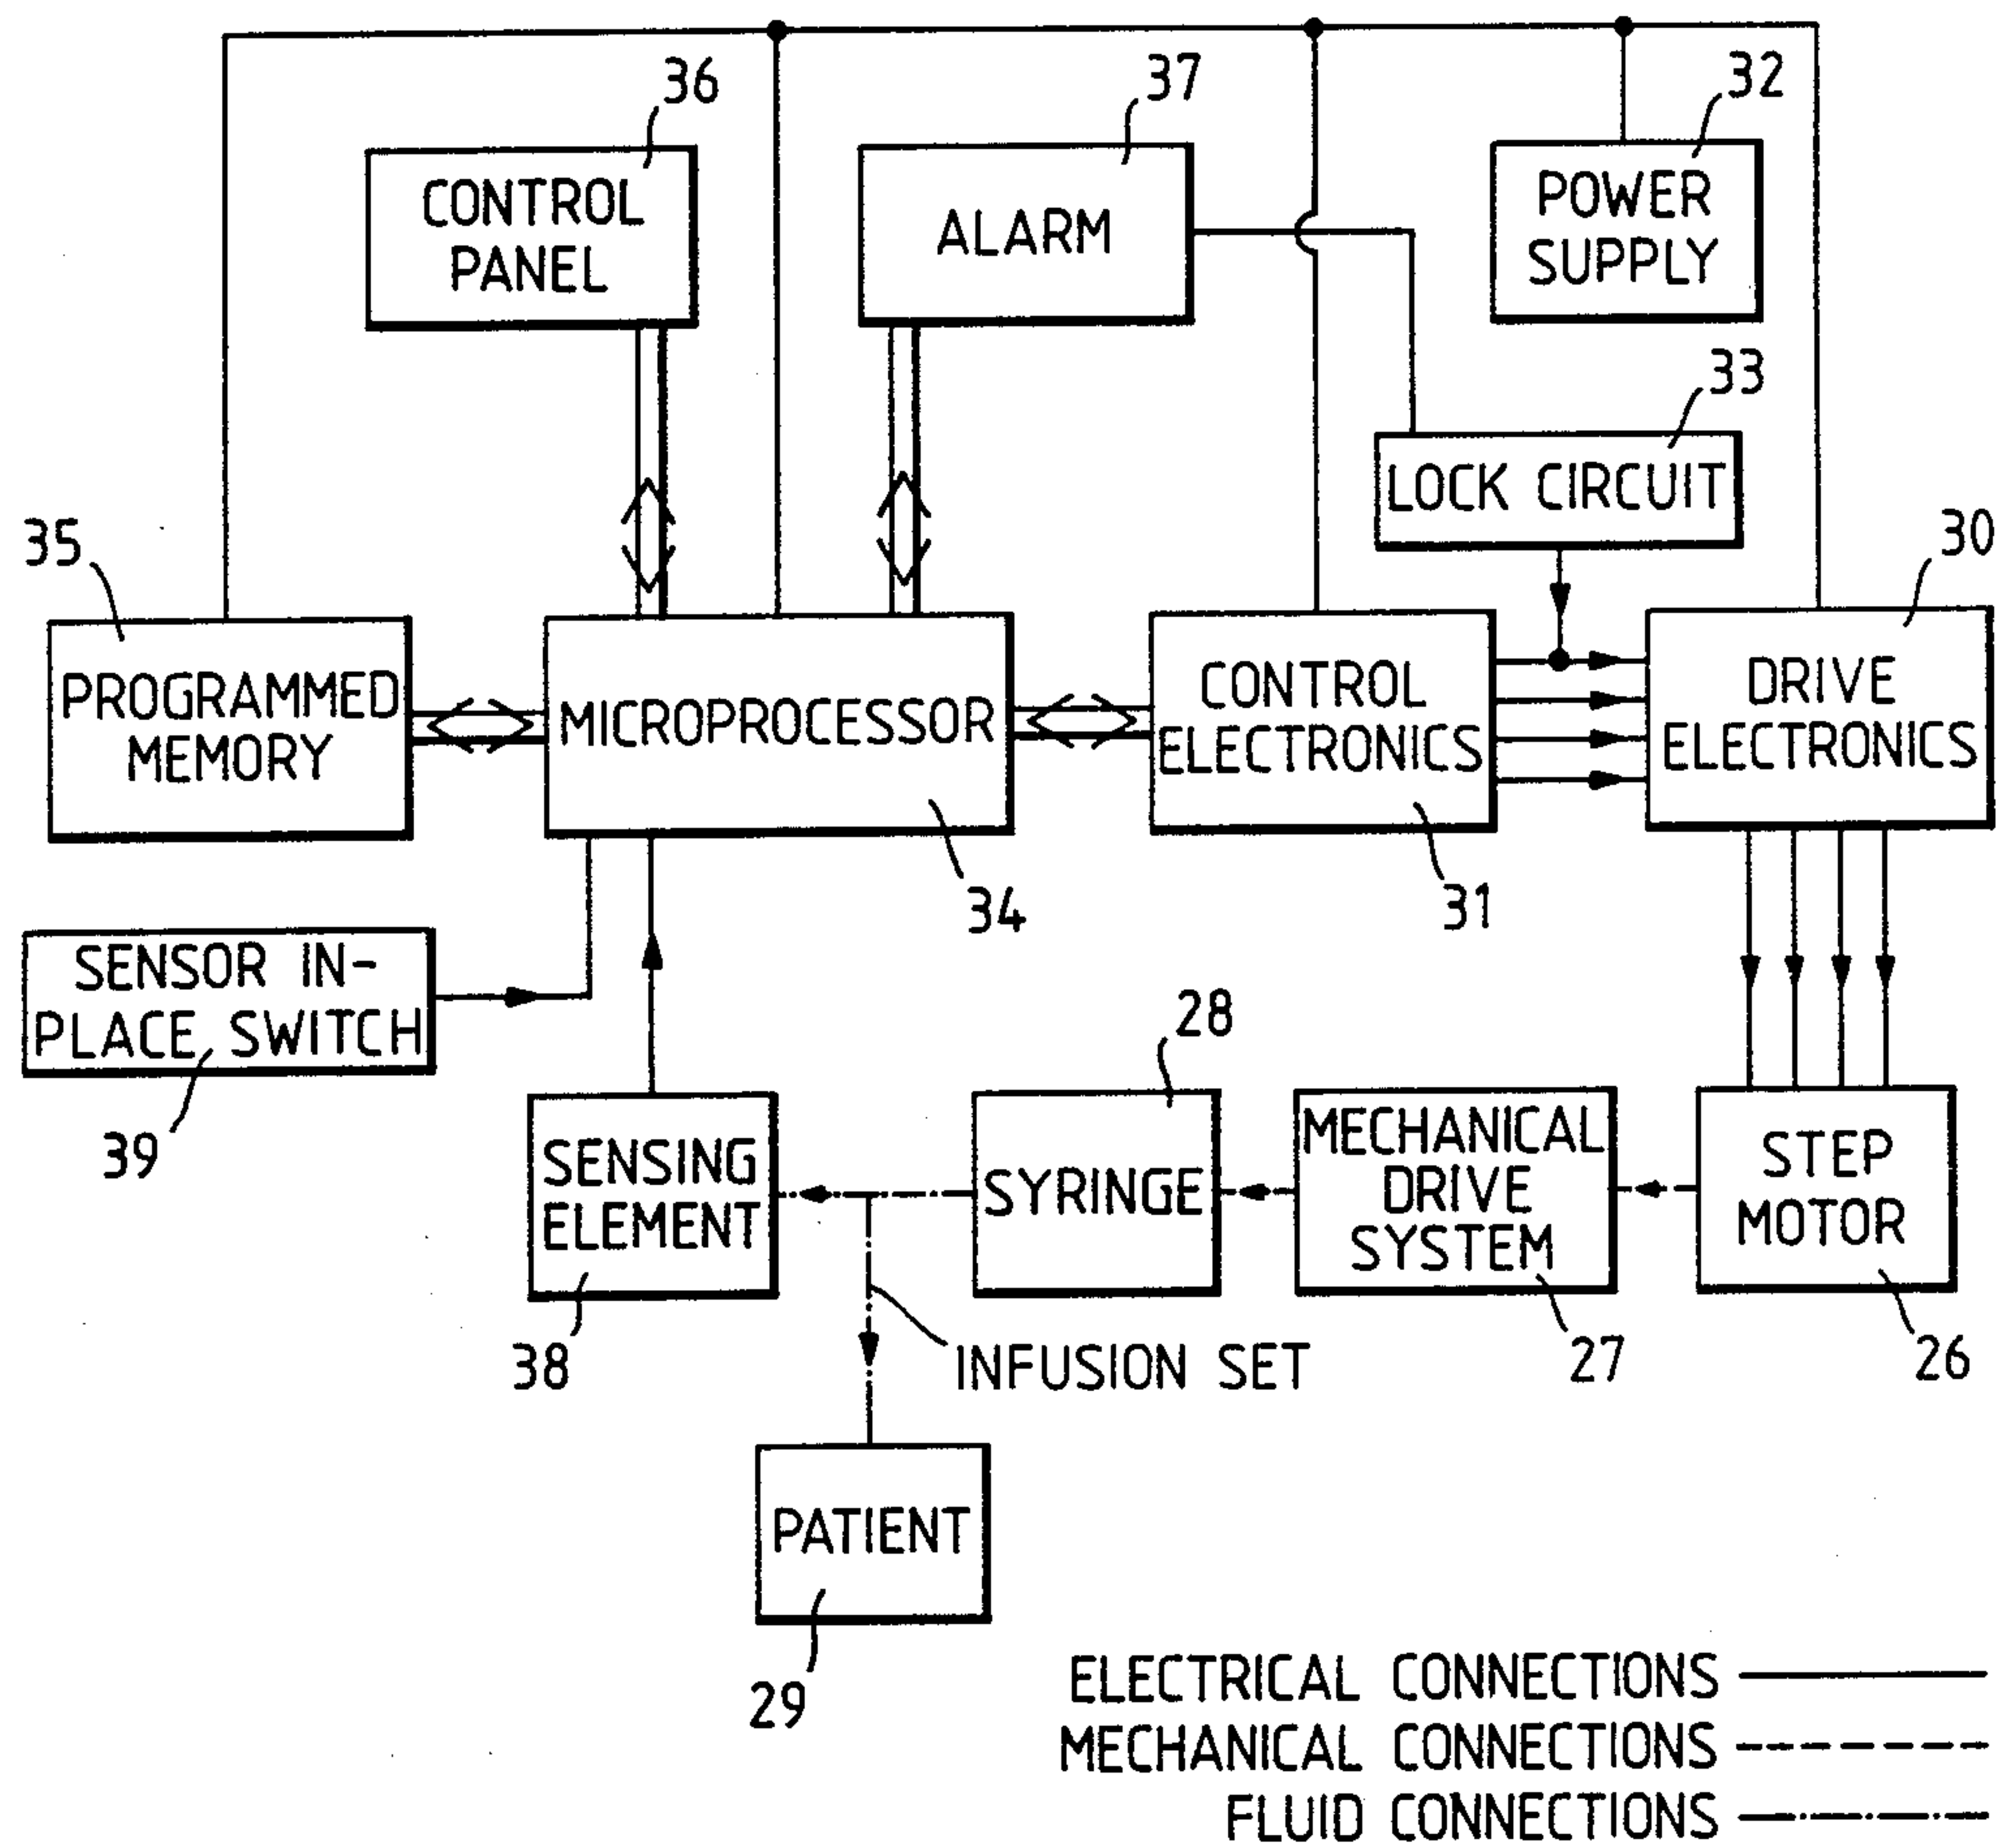 36
37
32
CONTROL
PANEL
ALARM
POWER
SUPPLY
33
LOCK CIRCUIT
35
30
PROGRAMMED
MEMORY
MICROPROCESSOR
CONTROL
ELECTRONICS
DRIVE
ELECTRONICS
34
31
SENSOR IN-
PLACE SWITCH
39
28
SENSING
ELEMENT
SYRINGE
MECHANICAL
DRIVE
SYSTEM
STEP
MOTOR
38
INFUSION SET
27
26
PATIENT
29
ELECTRICAL CONNECTIONS
MECHANICAL CONNECTIONS
FLUID CONNECTIONS